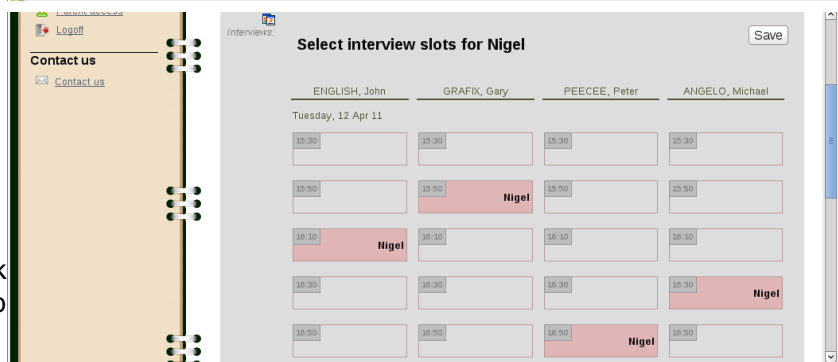 Parent access
Logoff
Contact us
Contact us
k
o
Interviews:
Select interview slots for Nigel
Save
ENGLISH, John GRAFIX, Gary PEECEE, Peter ANGELO, Michael
Tuesday, 12 Apr 11
15:30 15:30 15:30 15:30
15:50 15:50 Nigel 15:50 15:50
16:10 Nigel 16:10 16:10 16:10
16:30 16:30 16:30 16:30 Nigel
16:50 16:50 16:50 Nigel 16:50